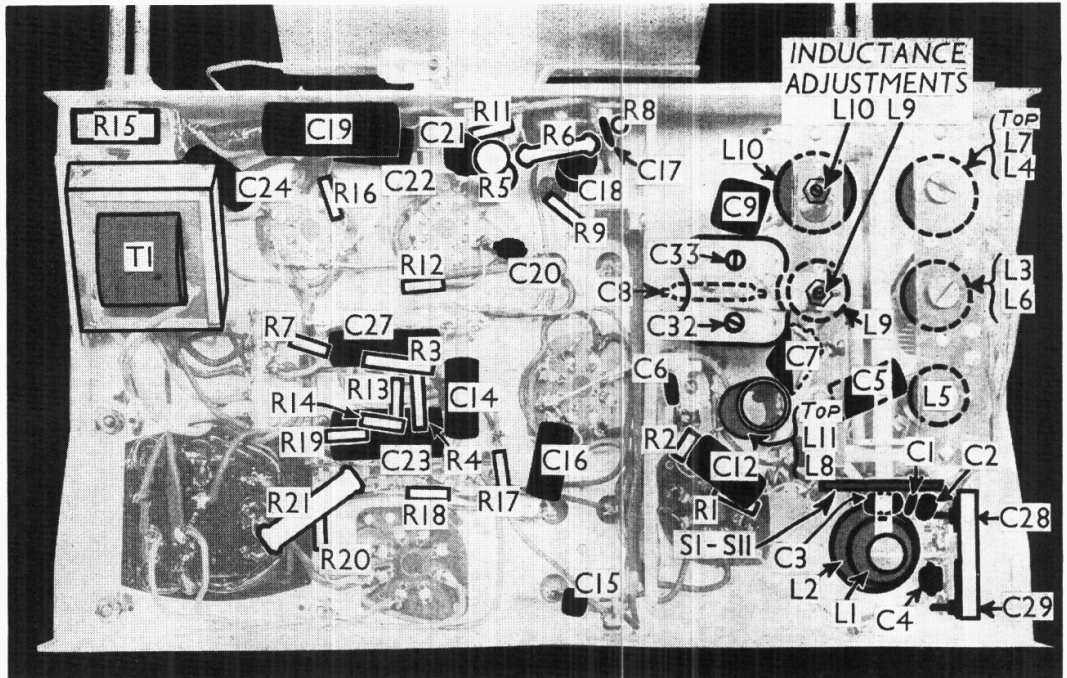 INDUCTANCE
ADJUSTMENTS
L10 L9
R15
C19
C21
R11
R6
R8
C17
L10
TOP
L7
L4
C24
R16
C22
R5
C18
C9
R9
T1
R12
C20
C33
C8
C32
L9
L3
L6
R7
C27
R3
R13
C14
C6
C7
C5
L5
R14
R19
C23
R4
C16
R2
C12
TOP
L11
L8
C1
C2
R21
R17
R18
R1
S1-S11
C3
C28
R20
C15
L2
L1
C4
C29